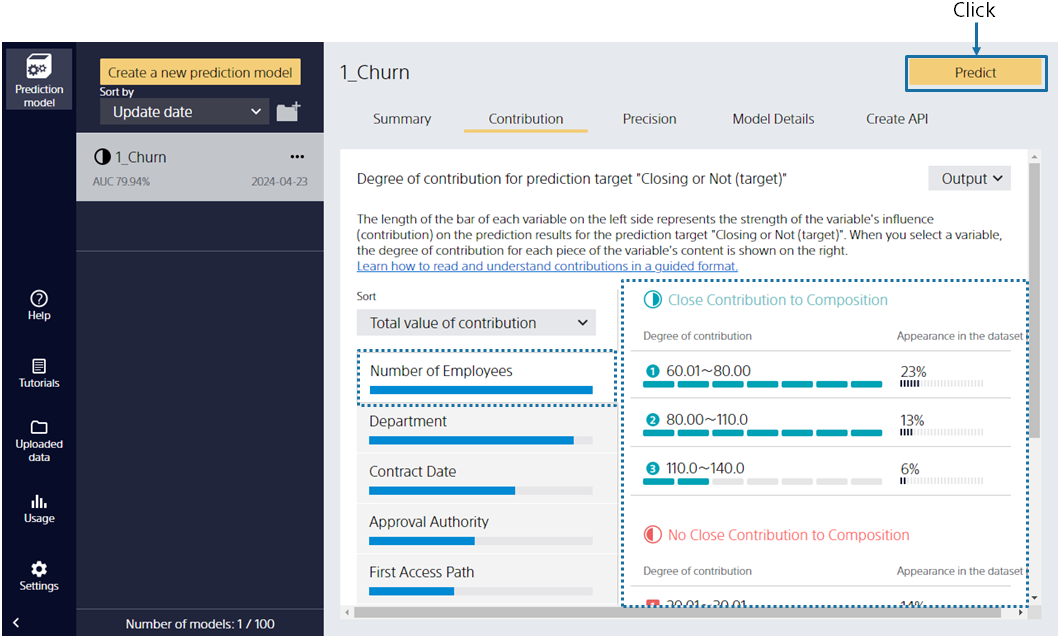 Click
Prediction
model
Help
Tutorials
Uploaded
data
Usage
Settings
Create a new prediction model
Sort by
Update date
1_Churn
AUC 79.94%
2024-04-23
Number of models: 1 / 100
1_Churn
Predict
Summary
Contribution
Precision
Model Details
Create API
Degree of contribution for prediction target "Closing or Not (target)"
Output
The length of the bar of each variable on the left side represents the strength of the variable's influence
(contribution) on the prediction results for the prediction target "Closing or Not (target)". When you select a variable,
the degree of contribution for each piece of the variable's content is shown on the right.
Learn how to read and understand contributions in a guided format.
Sort
Total value of contribution
Number of Employees
Department
Contract Date
Approval Authority
First Access Path
Close Contribution to Composition
Degree of contribution
Appearance in the dataset
1 60.01～80.00
23%
2 80.00～110.0
13%
3 110.0～140.0
6%
No Close Contribution to Composition
Degree of contribution
Appearance in the dataset